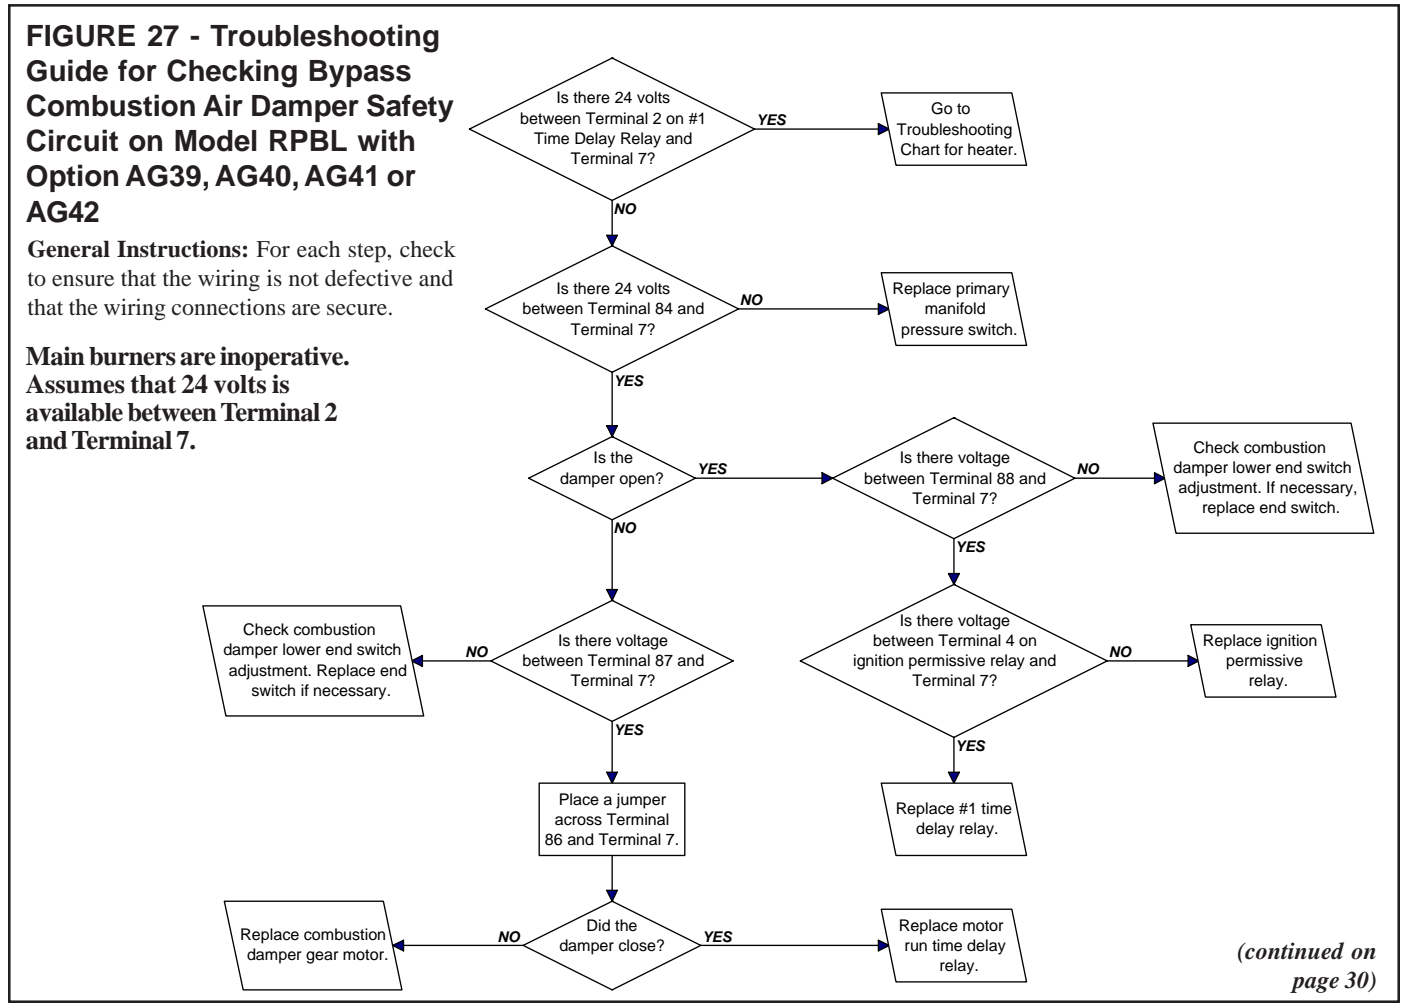 FIGURE 27 - Troubleshooting
Guide for Checking Bypass
Combustion Air Damper Safety
Circuit on Model RPBL with
Option AG39, AG40, AG41 or
AG42
General Instructions: For each step, check
to ensure that the wiring is not defective and
that the wiring connections are secure.
Main burners are inoperative.
Assumes that 24 volts is
available between Terminal 2
and Terminal 7.
Is there 24 volts
between Terminal 2 on #1
Time Delay Relay and
Terminal 7?
YES
Go to
Troubleshooting
Chart for heater.
NO
Is there 24 volts
between Terminal 84 and
Terminal 7?
NO
Replace primary
manifold
pressure switch.
YES
Is the
damper open?
YES
Is there voltage
between Terminal 88 and
Terminal 7?
NO
Check combustion
damper lower end switch
adjustment. If necessary,
replace end switch.
NO
YES
Check combustion
damper lower end switch
adjustment. Replace end
switch if necessary.
NO
Is there voltage
between Terminal 87 and
Terminal 7?
Is there voltage
between Terminal 4 on
ignition permissive relay and
Terminal 7?
NO
Replace ignition
permissive
relay.
YES
YES
Place a jumper
across Terminal
86 and Terminal 7.
Replace #1 time
delay relay.
Replace combustion
damper gear motor.
NO
Did the
damper close?
YES
Replace motor
run time delay
relay.
(continued on
page 30)